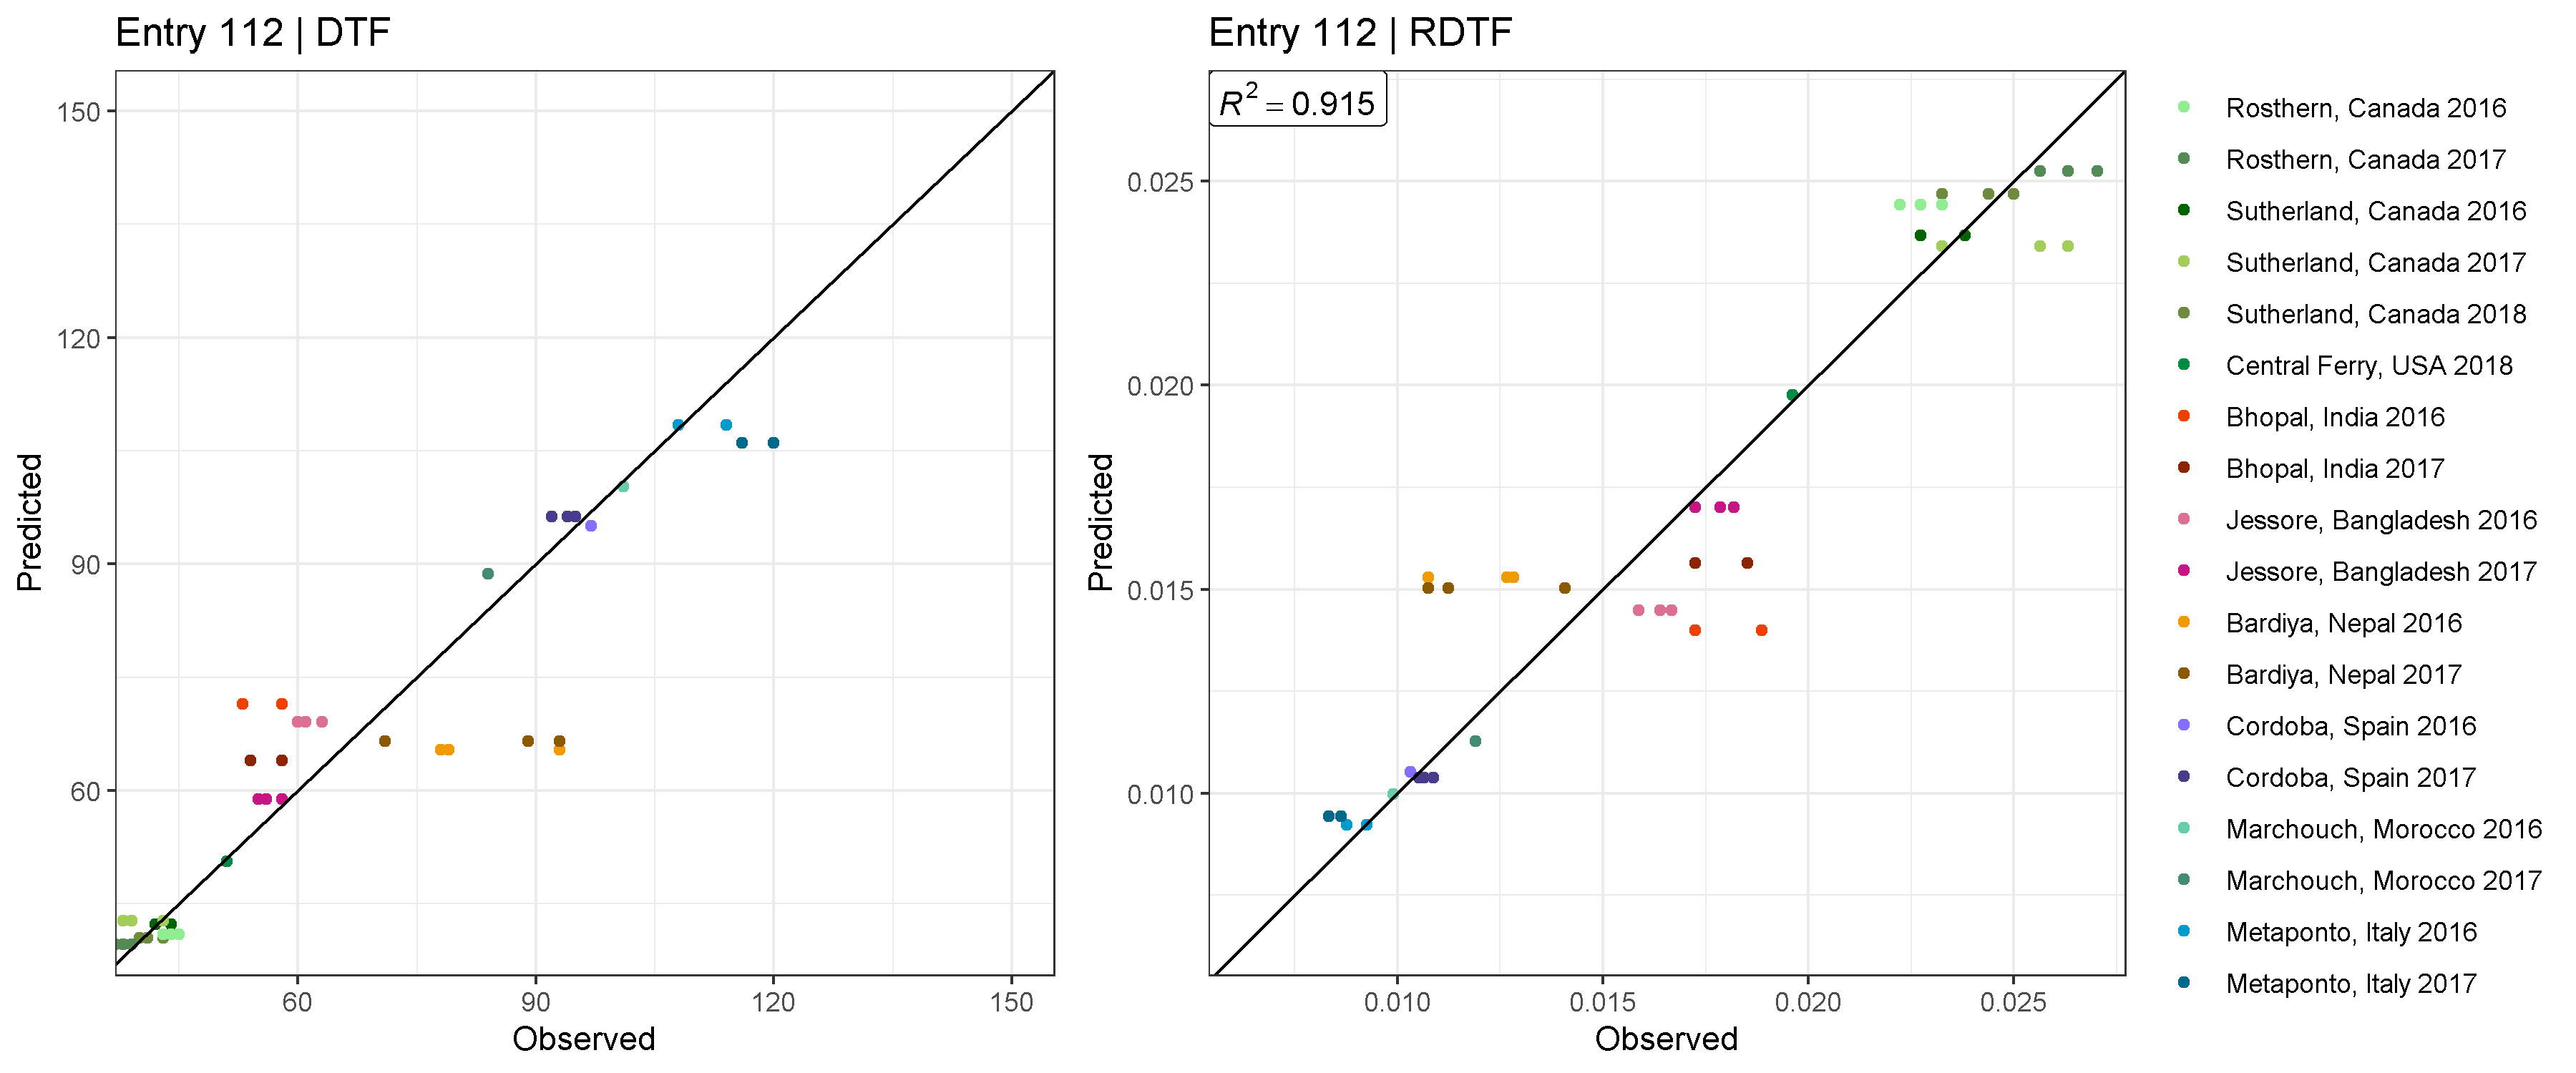 Entry 112 | DTF
150
120
90
60
Predicted
60
90
120
150
Observed
Entry 112 | RDTF
R² = 0.915
0.025
0.020
0.015
0.010
Predicted
0.010
0.015
0.020
0.025
Observed
Rosthern, Canada 2016
Rosthern, Canada 2017
Sutherland, Canada 2016
Sutherland, Canada 2017
Sutherland, Canada 2018
Central Ferry, USA 2018
Bhopal, India 2016
Bhopal, India 2017
Jessore, Bangladesh 2016
Jessore, Bangladesh 2017
Bardiya, Nepal 2016
Bardiya, Nepal 2017
Cordoba, Spain 2016
Cordoba, Spain 2017
Marchouch, Morocco 2016
Marchouch, Morocco 2017
Metaponto, Italy 2016
Metaponto, Italy 2017